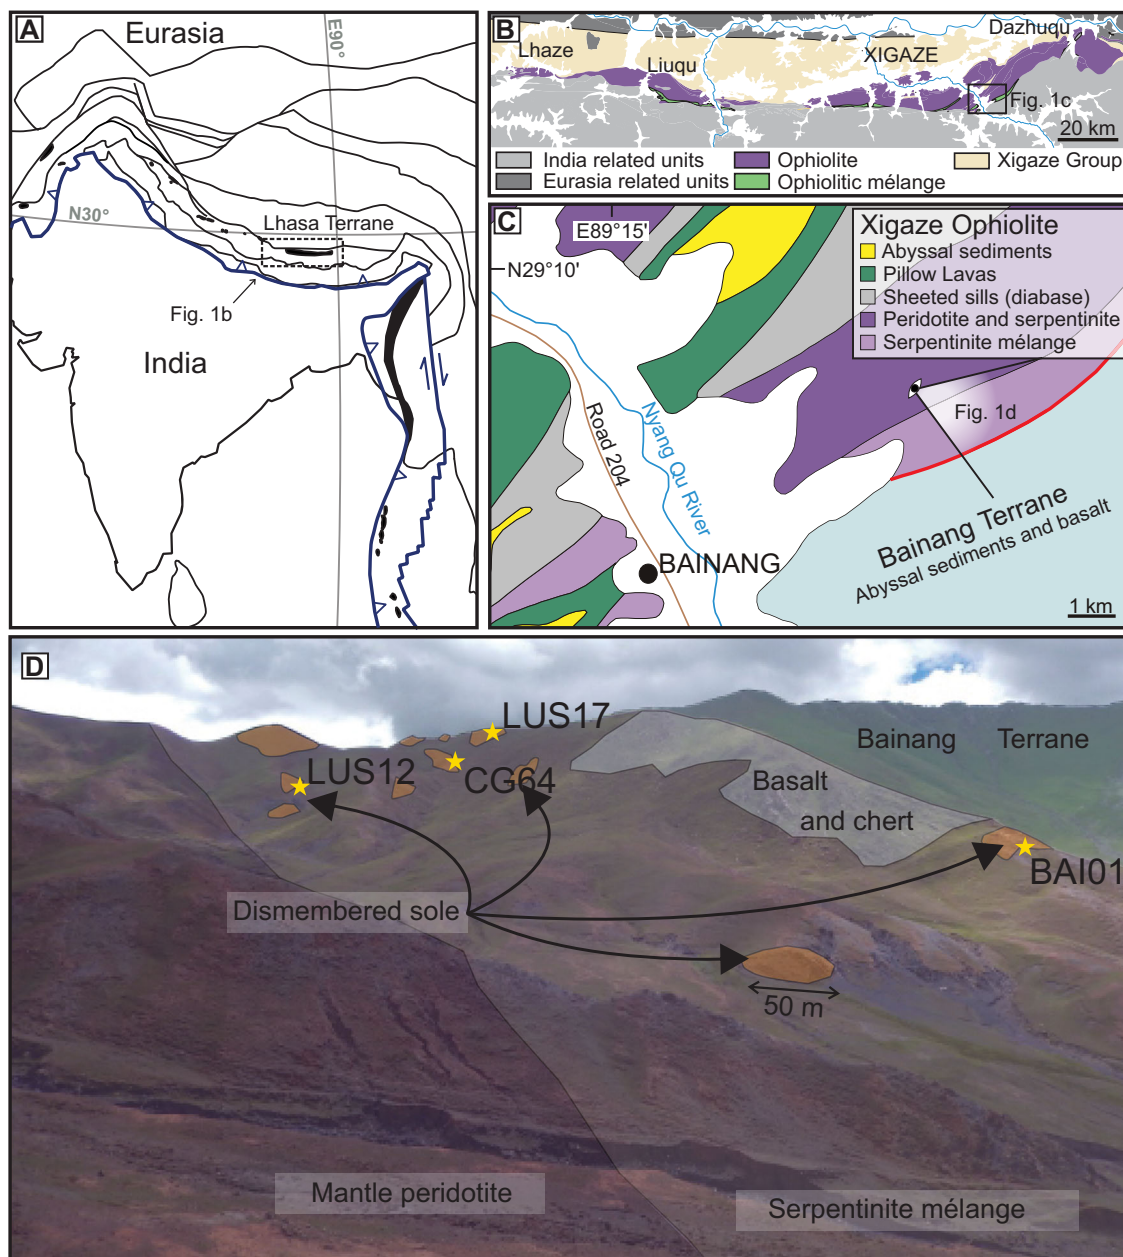 A
Eurasia
E90°
N30°
Lhasa Terrane
Fig. 1b
India
B
Lhaze
Liuqu
XIGAZE
Dazhuqu
Fig. 1c
20 km
India related units
Ophiolite
Xigaze Group
Eurasia related units
Ophiolitic mélange
C
E89°15'
N29°10'
Xigaze Ophiolite
Abyssal sediments
Pillow Lavas
Sheeted sills (diabase)
Peridotite and serpentinite
Serpentinite mélange
Fig. 1d
Road 204
Nyang Qu River
BAINANG
Bainang Terrane
Abyssal sediments and basalt
1 km
D
LUS17
LUS12
CG64
Bainang Terrane
Basalt
and chert
BAI01
Dismembered sole
50 m
Mantle peridotite
Serpentinite mélange